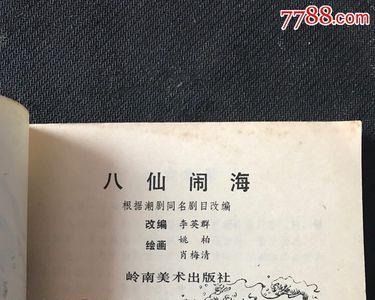 7788.com
八仙闹海
根据潮剧同名剧目改编
改编 李英群
绘画 姚柏
肖梅清
岭南美术出版社